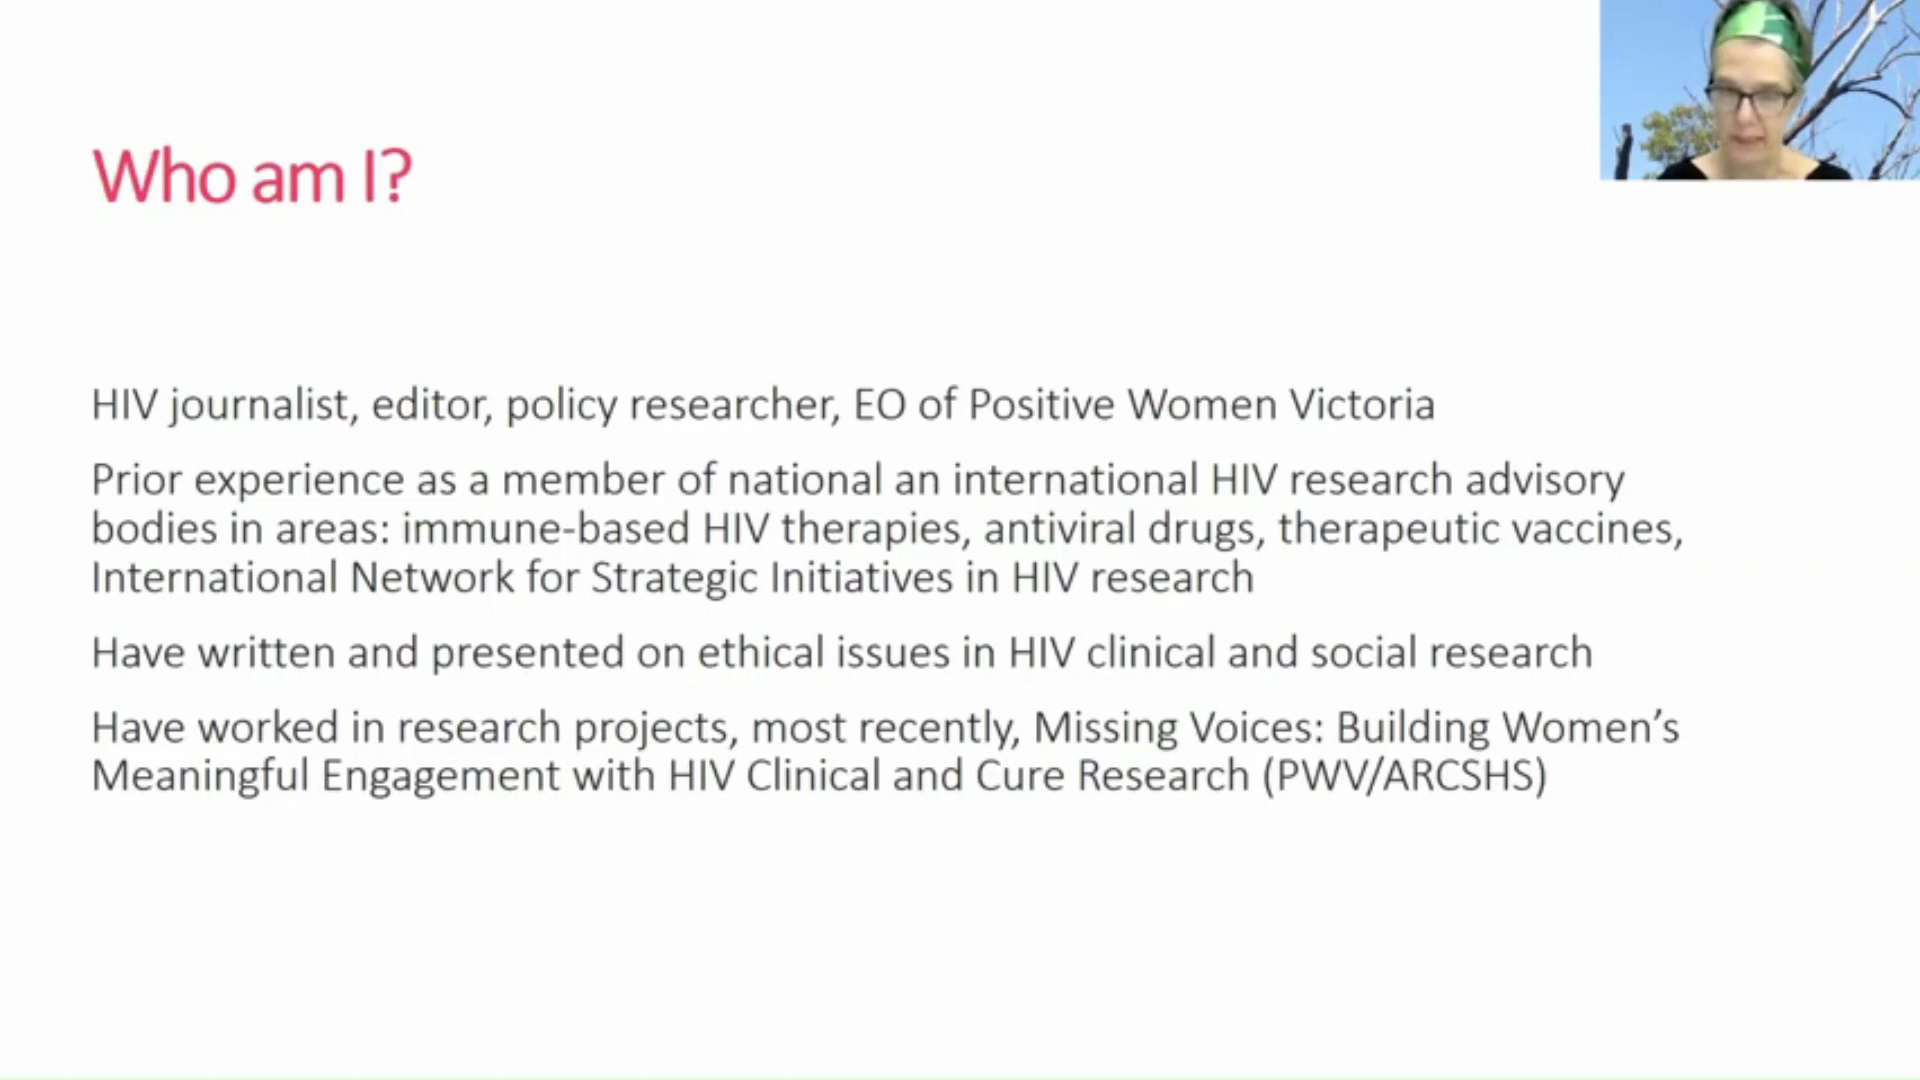 Who am I?
HIV journalist, editor, policy researcher, EO of Positive Women Victoria
Prior experience as a member of national an international HIV research advisory
bodies in areas: immune-based HIV therapies, antiviral drugs, therapeutic vaccines,
International Network for Strategic Initiatives in HIV research
Have written and presented on ethical issues in HIV clinical and social research
Have worked in research projects, most recently, Missing Voices: Building Women’s
Meaningful Engagement with HIV Clinical and Cure Research (PWV/ARCSHS)